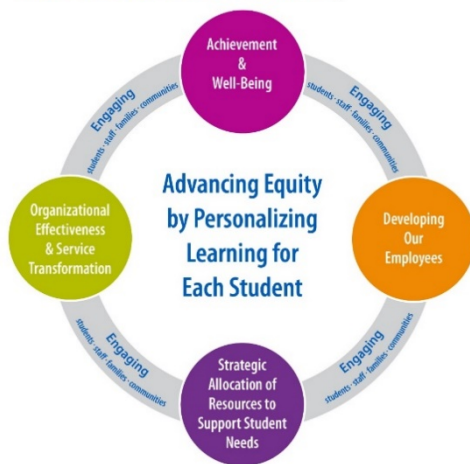 Achievement
&
Well-Being
Engaging
students · staff · families · communities
Engaging
students · staff · families · communities
Organizational
Effectiveness
& Service
Transformation
Advancing Equity
by Personalizing
Learning for
Each Student
Developing
Our
Employees
Engaging
students · staff · families · communities
Engaging
students · staff · families · communities
Strategic
Allocation of
Resources to
Support Student
Needs